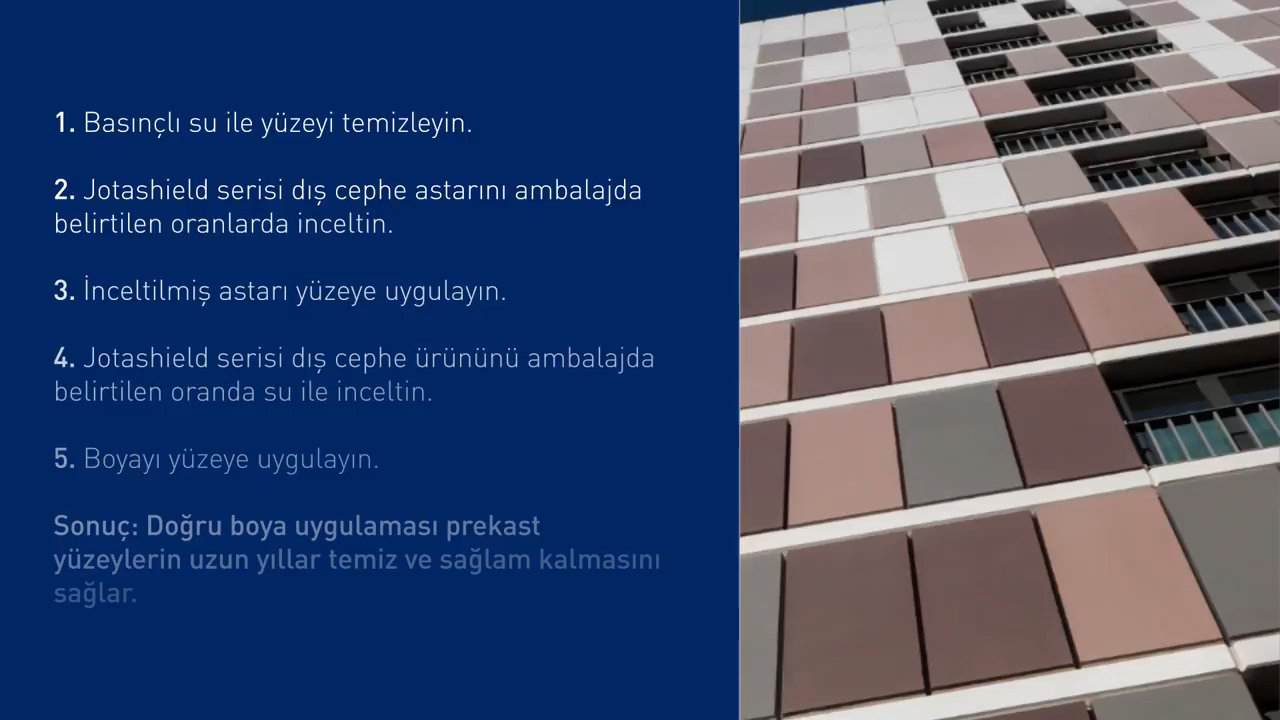 1. Basınçlı su ile yüzeyi temizleyin.
2. Jotashield serisi dış cephe astarını ambalajda
belirtilen oranlarda inceltin.
3. İnceltilmiş astarı yüzeye uygulayın.
4. Jotashield serisi dış cephe ürününü ambalajda
belirtilen oranda su ile inceltin.
5. Boyayı yüzeye uygulayın.
Sonuç: Doğru boya uygulaması prekast
yüzeylerin uzun yıllar temiz ve sağlam kalmasını
sağlar.